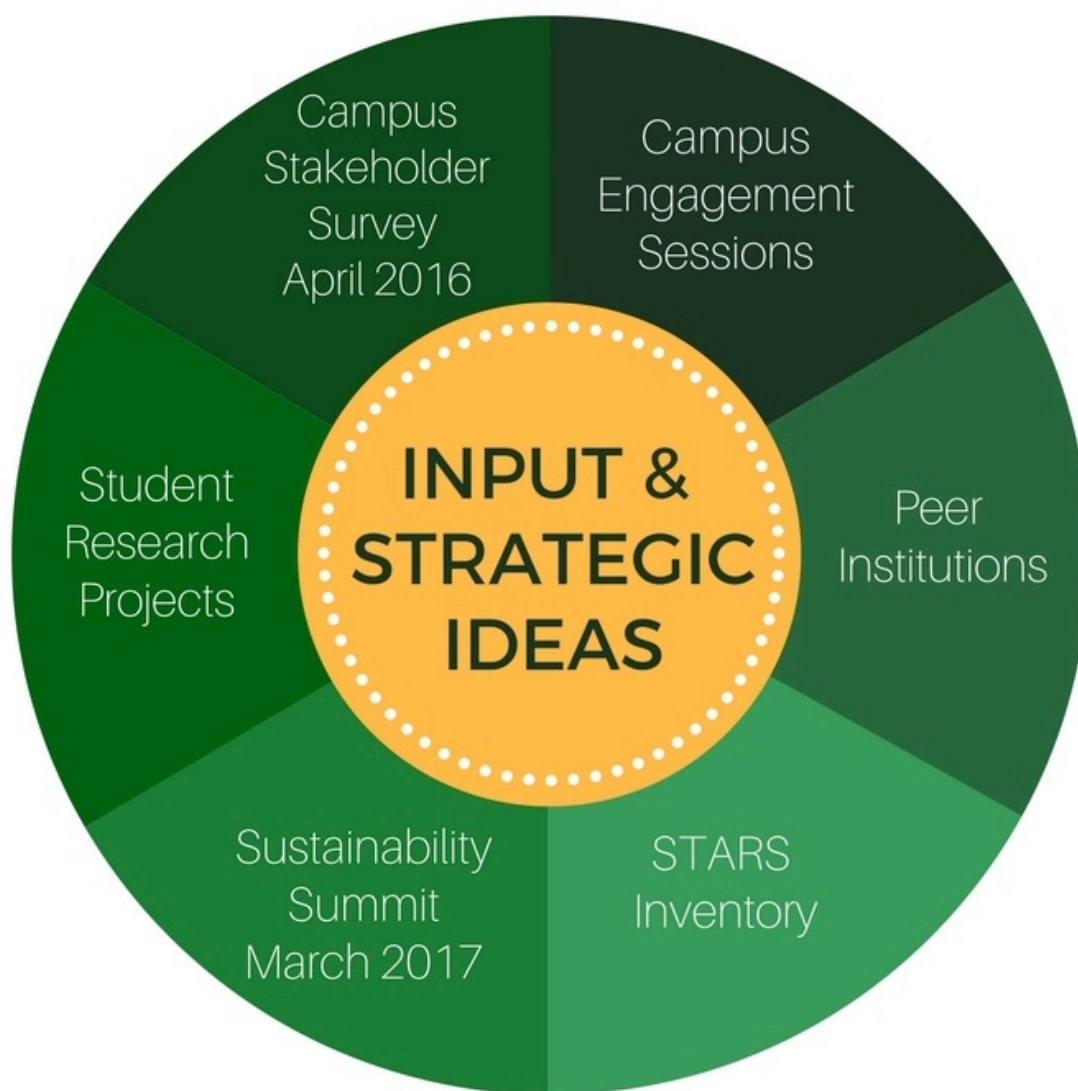 Campus
Stakeholder
Survey
April 2016
Campus
Engagement
Sessions
Student
Research
Projects
INPUT &
STRATEGIC
IDEAS
Peer
Institutions
Sustainability
Summit
March 2017
STARS
Inventory